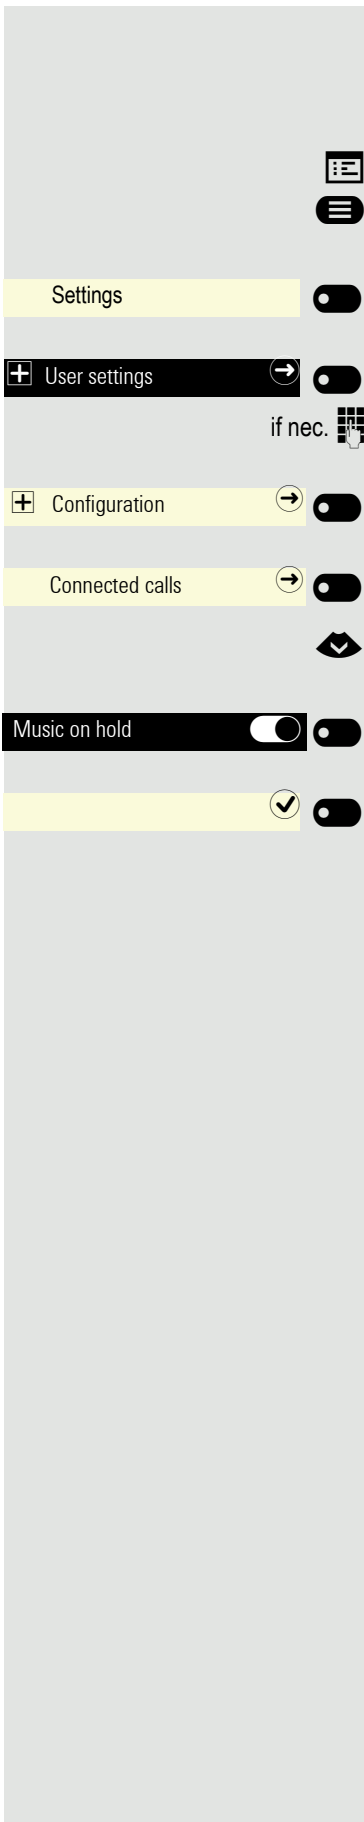 Settings
User settings
if nec.
Configuration
Connected calls
Music on hold